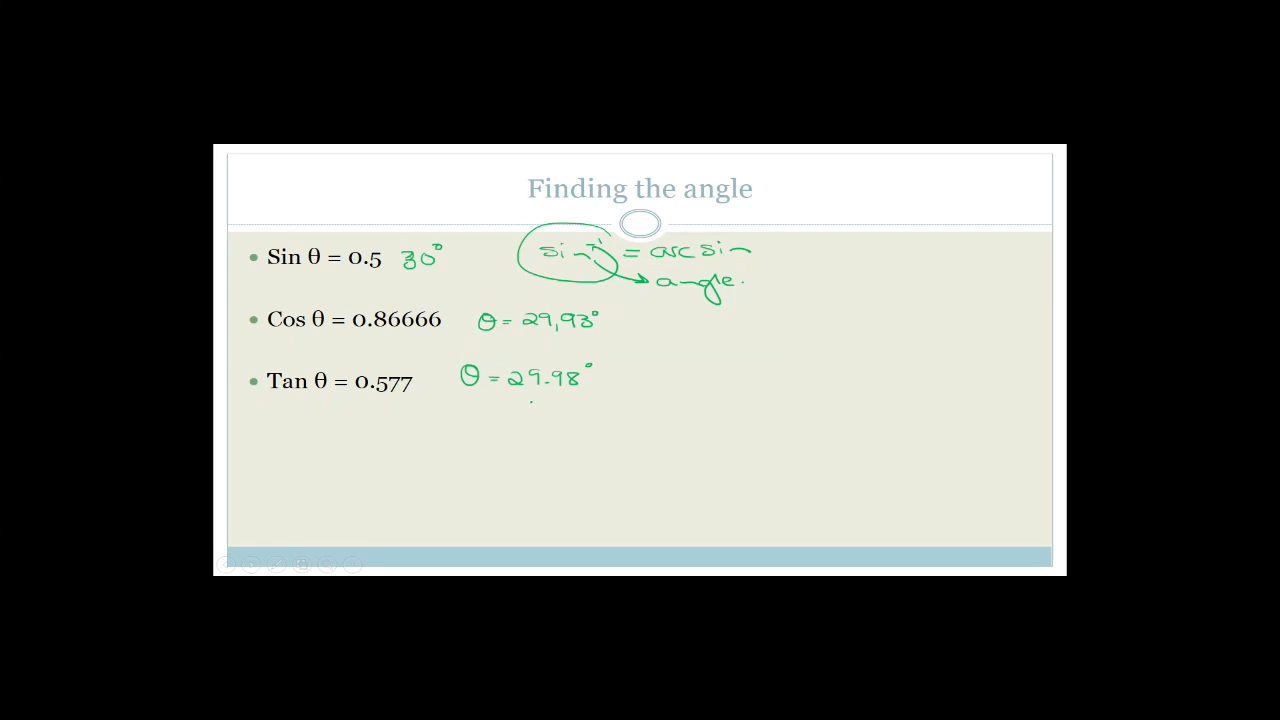 Finding the angle
Sin θ = 0.5 30° sin⁻¹ = arcsin
angle.
Cos θ = 0.86666 θ = 29,93°
Tan θ = 0.577 θ = 29.98°